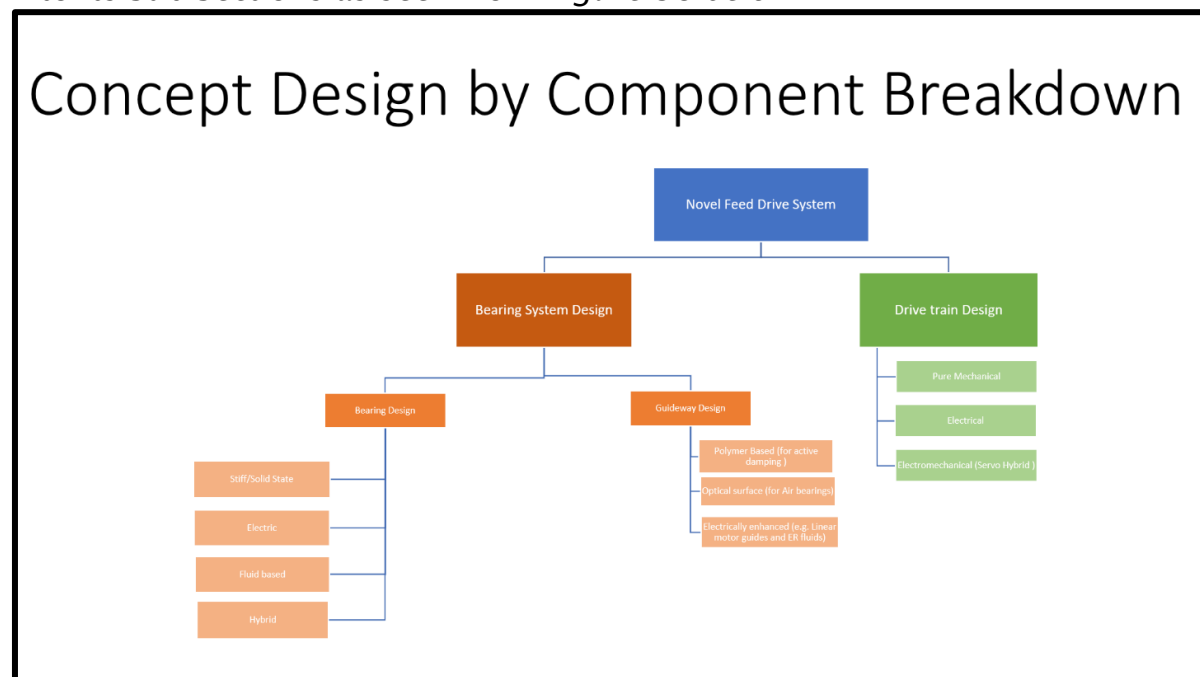 Concept Design by Component Breakdown
Novel Feed Drive System
Bearing System Design
Drive train Design
Bearing Design
Guideway Design
Stiff/Solid State
Electric
Fluid based
Hybrid
Polymer Based (for active
damping )
Optical surface (for Air bearings)
Electrically enhanced (e.g. Linear
motor guides and ER fluids)
Pure Mechanical
Electrical
Electromechanical (Servo Hybrid )